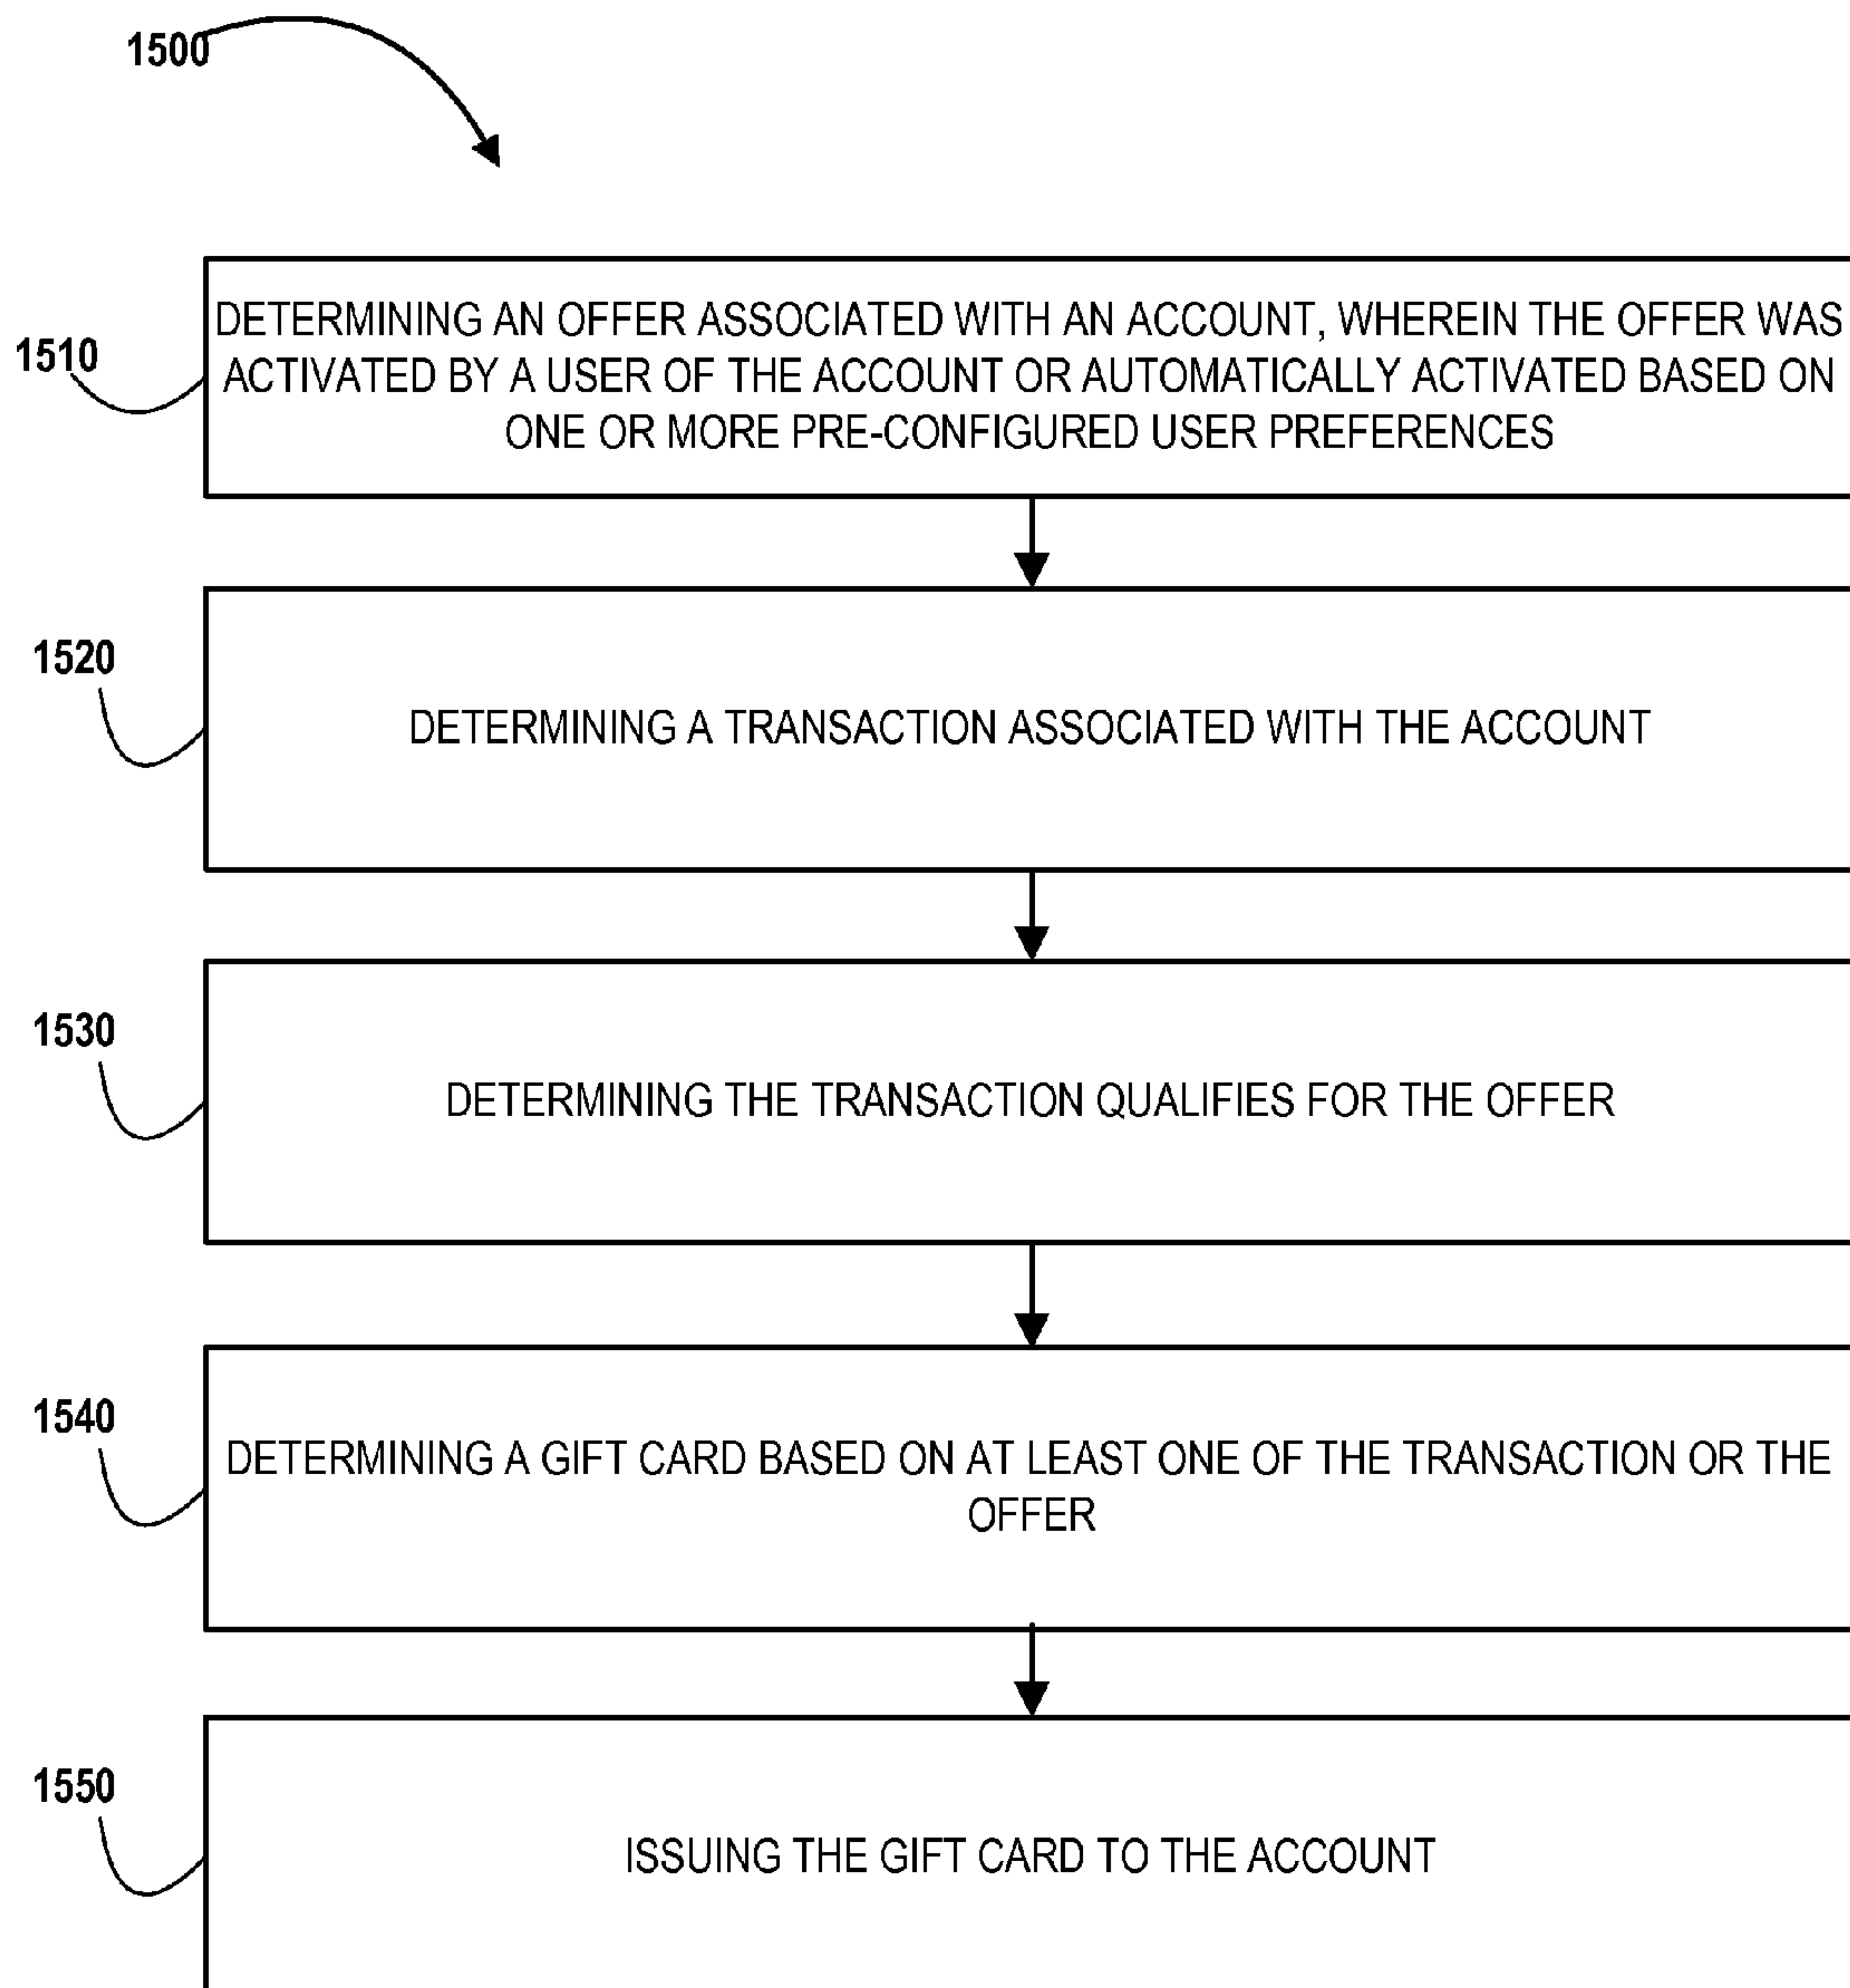 1500
1510
DETERMINING AN OFFER ASSOCIATED WITH AN ACCOUNT, WHEREIN THE OFFER WAS
ACTIVATED BY A USER OF THE ACCOUNT OR AUTOMATICALLY ACTIVATED BASED ON
ONE OR MORE PRE-CONFIGURED USER PREFERENCES
1520
DETERMINING A TRANSACTION ASSOCIATED WITH THE ACCOUNT
1530
DETERMINING THE TRANSACTION QUALIFIES FOR THE OFFER
1540
DETERMINING A GIFT CARD BASED ON AT LEAST ONE OF THE TRANSACTION OR THE
OFFER
1550
ISSUING THE GIFT CARD TO THE ACCOUNT